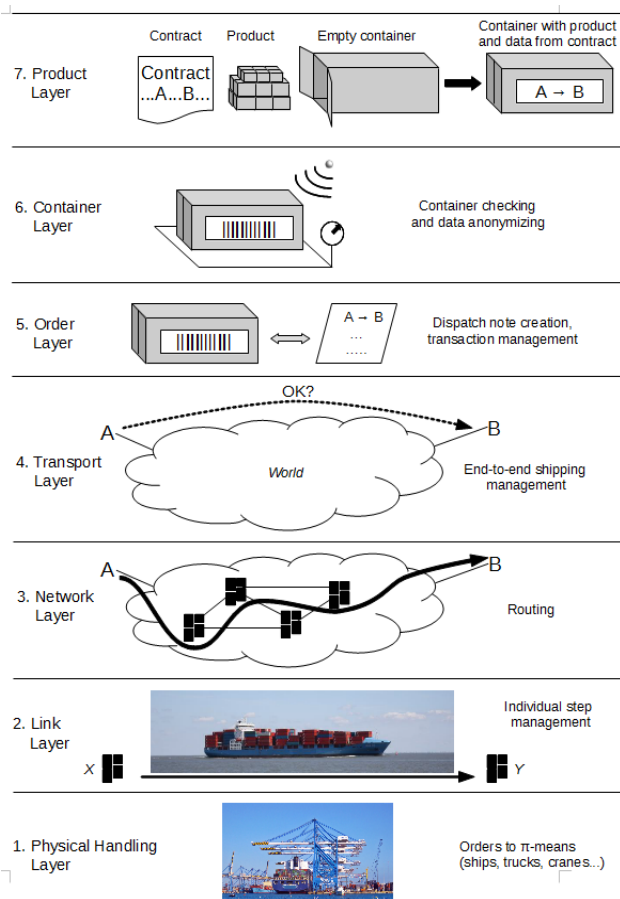 Contract
Product
Empty container
Container with product
and data from contract
7. Product
Layer
Contract
...A...B...
A → B
6. Container
Layer
Container checking
and data anonymizing
5. Order
Layer
A → B
...
.....
Dispatch note creation,
transaction management
OK?
A
B
4. Transport
Layer
World
End-to-end shipping
management
A
B
3. Network
Layer
Routing
2. Link
Layer
Individual step
management
X
Y
1. Physical Handling
Layer
Orders to π-means
(ships, trucks, cranes...)